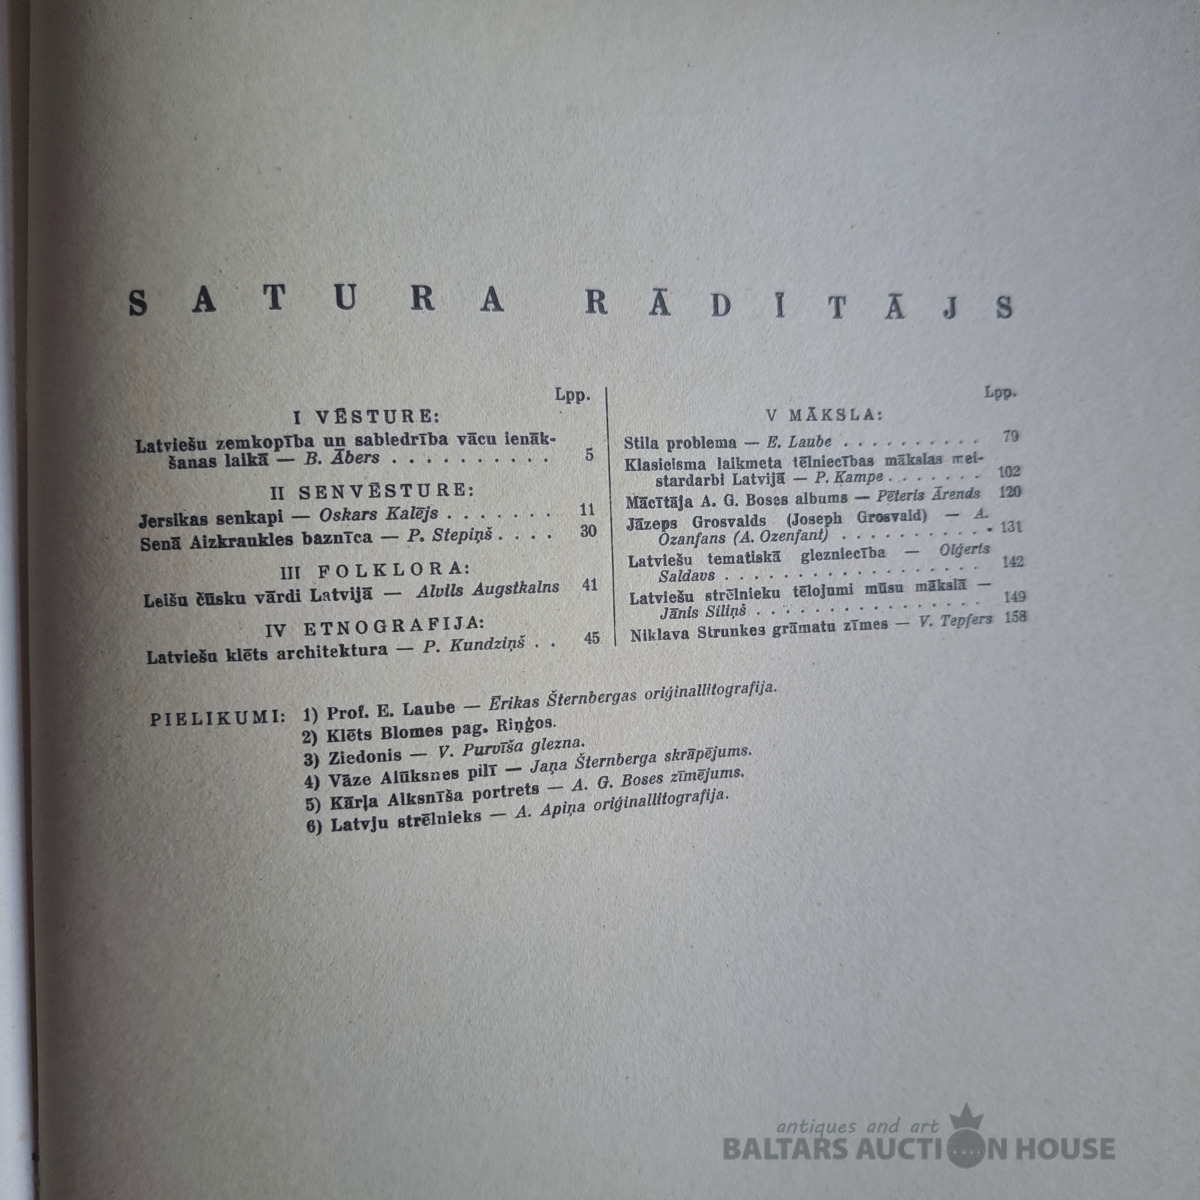 SATURA RĀDĪTĀJS
Lpp.
I VĒSTURE:
Latviešu zemkopība un sabiedrība vācu ienāk-
šanas laikā — B. Ābers . . . . . . . . . . 5
II SENVĒSTURE:
Jersikas senkapi — Oskars Kalējs . . . . . . . 11
Senā Aizkraukles baznīca — P. Stepiņš . . . . 30
III FOLKLORA:
Leišu čūsku vārdi Latvijā — Alvils Augstkalns 41
IV ETNOGRAFIJA:
Latviešu klēts architektura — P. Kundziņš . . 45
Lpp.
V MĀKSLA:
Stila problema — E. Laube . . . . . . . . . . 79
Klasicisma laikmeta tēlniecības mākslas mei-
stardarbi Latvijā — P. Kampe . . . . . . . 102
Mācītāja A. G. Boses albums — Pēteris Ārends 120
Jāzeps Grosvalds (Joseph Grosvald) — A.
Ozanfans (A. Ozenfant) . . . . . . . . . . . 131
Latviešu tematiskā glezniecība — Oļģerts
Saldavs . . . . . . . . . . . . . . . . . . 142
Latviešu strēlnieku tēlojumi mūsu mākslā —
Jānis Siliņš . . . . . . . . . . . . . . . . 149
Niklava Strunkes grāmatu zīmes — V. Tepfers 158
PIELIKUMI: 1) Prof. E. Laube — Ērikas Šternbergas oriģinallitografija.
2) Klēts Blomes pag. Riņģos.
3) Ziedonis — V. Purvīša glezna.
4) Vāze Alūksnes pilī — Jaņa Šternberga skrāpējums.
5) Kārļa Alksnīša portrets — A. G. Boses zīmējums.
6) Latvju strēlnieks — A. Apiņa oriģinallitografija.
antiques and art
BALTARS AUCTION HOUSE